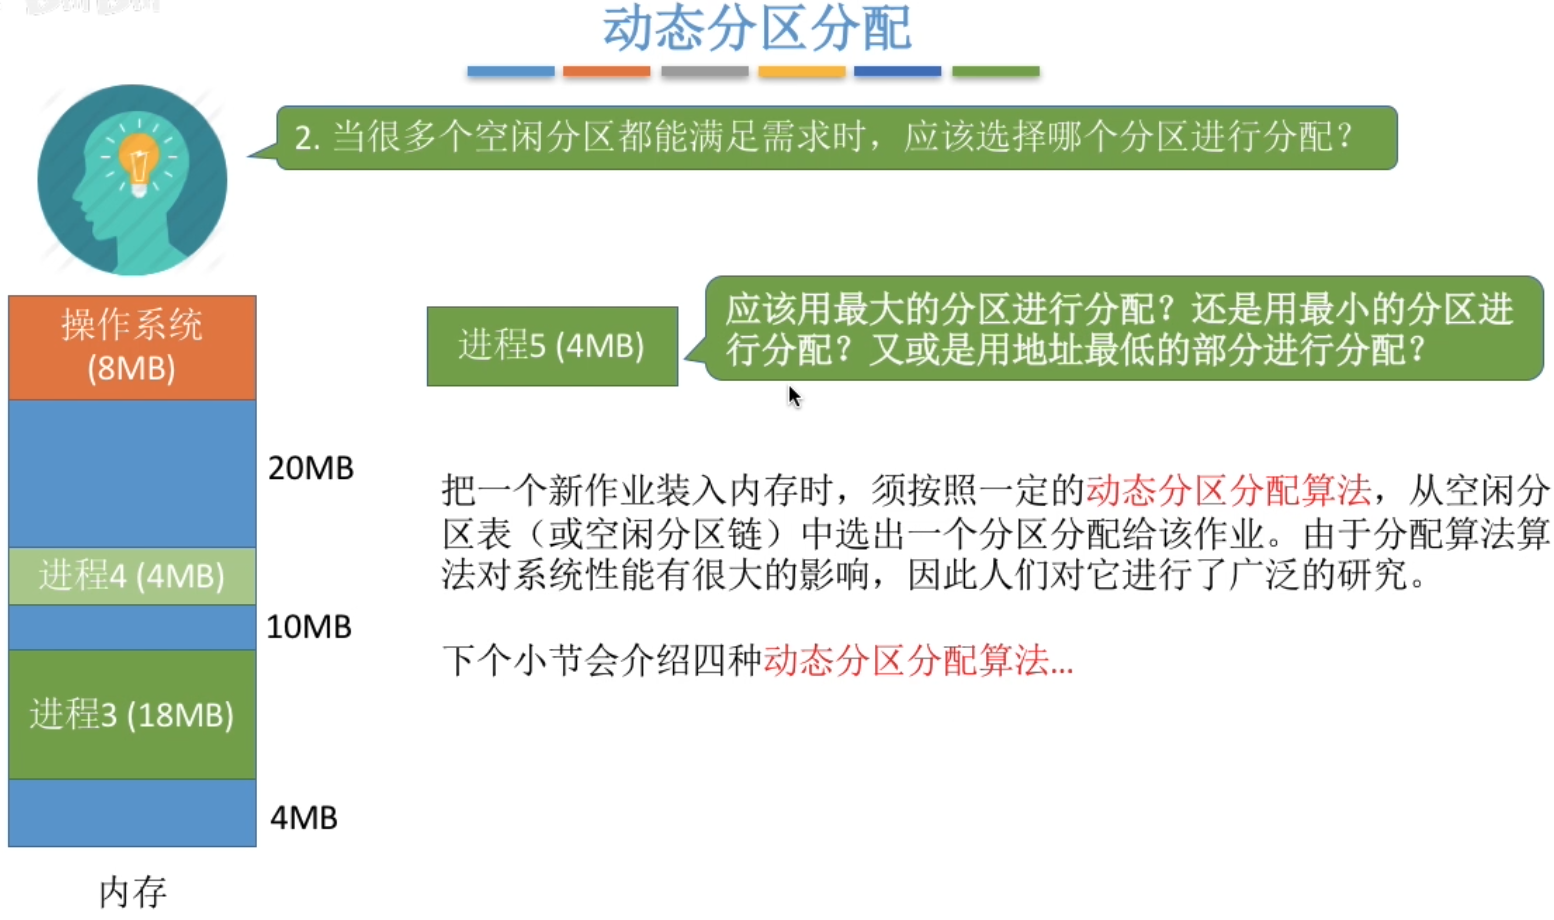 动态分区分配
2. 当很多个空闲分区都能满足需求时，应该选择哪个分区进行分配？
操作系统
(8MB)
20MB
进程4 (4MB)
10MB
进程3 (18MB)
4MB
内存
进程5 (4MB)
应该用最大的分区进行分配？还是用最小的分区进
行分配？又或是用地址最低的部分进行分配？
把一个新作业装入内存时，须按照一定的动态分区分配算法，从空闲分
区表（或空闲分区链）中选出一个分区分配给该作业。由于分配算法算
法对系统性能有很大的影响，因此人们对它进行了广泛的研究。
下个小节会介绍四种动态分区分配算法...